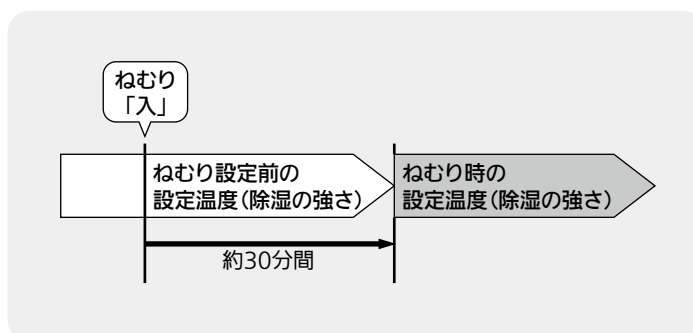 ねむり
「入」
ねむり設定前の
設定温度(除湿の強さ)
ねむり時の
設定温度(除湿の強さ)
約30分間